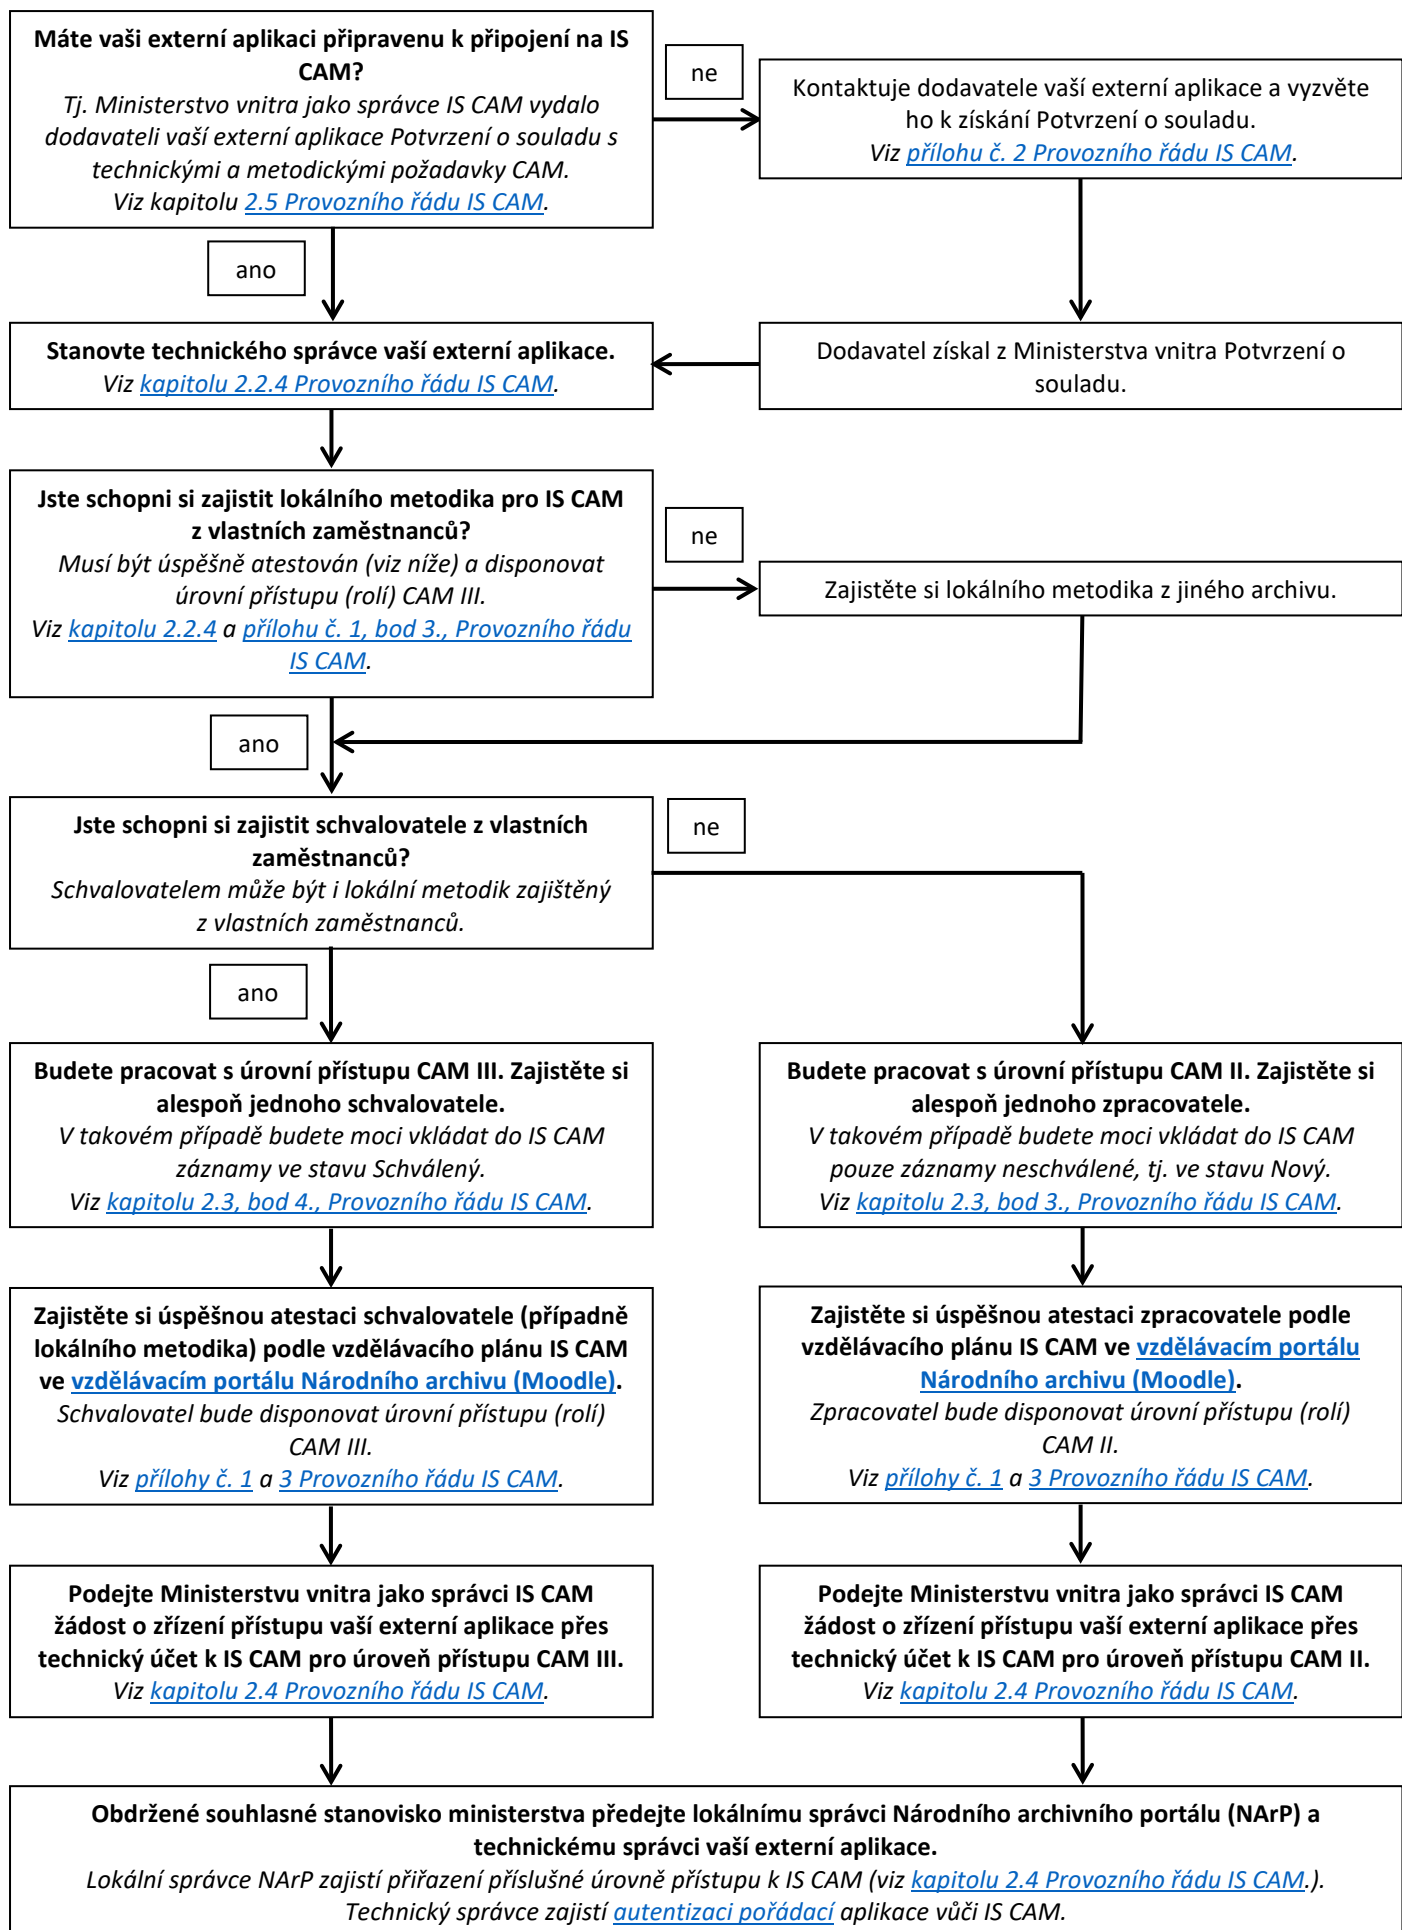 Máte vaši externí aplikaci připravenu k připojení na IS
CAM?
Tj. Ministerstvo vnitra jako správce IS CAM vydalo
dodavateli vaší externí aplikace Potvrzení o souladu s
technickými a metodickými požadavky CAM.
Viz kapitolu 2.5 Provozního řádu IS CAM.
ne
Kontaktuje dodavatele vaší externí aplikace a vyzvěte
ho k získání Potvrzení o souladu.
Viz přílohu č. 2 Provozního řádu IS CAM.
ano
Stanovte technického správce vaší externí aplikace.
Viz kapitolu 2.2.4 Provozního řádu IS CAM.
Dodavatel získal z Ministerstva vnitra Potvrzení o
souladu.
Jste schopni si zajistit lokálního metodika pro IS CAM
z vlastních zaměstnanců?
Musí být úspěšně atestován (viz níže) a disponovat
úrovní přístupu (rolí) CAM III.
Viz kapitolu 2.2.4 a přílohu č. 1, bod 3., Provozního řádu
IS CAM.
ne
Zajistěte si lokálního metodika z jiného archivu.
ano
Jste schopni si zajistit schvalovatele z vlastních
zaměstnanců?
Schvalovatelem může být i lokální metodik zajištěný
z vlastních zaměstnanců.
ne
ano
Budete pracovat s úrovní přístupu CAM III. Zajistěte si
alespoň jednoho schvalovatele.
V takovém případě budete moci vkládat do IS CAM
záznamy ve stavu Schválený.
Viz kapitolu 2.3, bod 4., Provozního řádu IS CAM.
Budete pracovat s úrovní přístupu CAM II. Zajistěte si
alespoň jednoho zpracovatele.
V takovém případě budete moci vkládat do IS CAM
pouze záznamy neschválené, tj. ve stavu Nový.
Viz kapitolu 2.3, bod 3., Provozního řádu IS CAM.
Zajistěte si úspěšnou atestaci schvalovatele (případně
lokálního metodika) podle vzdělávacího plánu IS CAM
ve vzdělávacím portálu Národního archivu (Moodle).
Schvalovatel bude disponovat úrovní přístupu (rolí)
CAM III.
Viz přílohy č. 1 a 3 Provozního řádu IS CAM.
Zajistěte si úspěšnou atestaci zpracovatele podle
vzdělávacího plánu IS CAM ve vzdělávacím portálu
Národního archivu (Moodle).
Zpracovatel bude disponovat úrovní přístupu (rolí)
CAM II.
Viz přílohy č. 1 a 3 Provozního řádu IS CAM.
Podejte Ministerstvu vnitra jako správci IS CAM
žádost o zřízení přístupu vaší externí aplikace přes
technický účet k IS CAM pro úroveň přístupu CAM III.
Viz kapitolu 2.4 Provozního řádu IS CAM.
Podejte Ministerstvu vnitra jako správci IS CAM
žádost o zřízení přístupu vaší externí aplikace přes
technický účet k IS CAM pro úroveň přístupu CAM II.
Viz kapitolu 2.4 Provozního řádu IS CAM.
Obdržené souhlasné stanovisko ministerstva předejte lokálnímu správci Národního archivního portálu (NArP) a
technickému správci vaší externí aplikace.
Lokální správce NArP zajistí přiřazení příslušné úrovně přístupu k IS CAM (viz kapitolu 2.4 Provozního řádu IS CAM.).
Technický správce zajistí autentizaci pořádací aplikace vůči IS CAM.